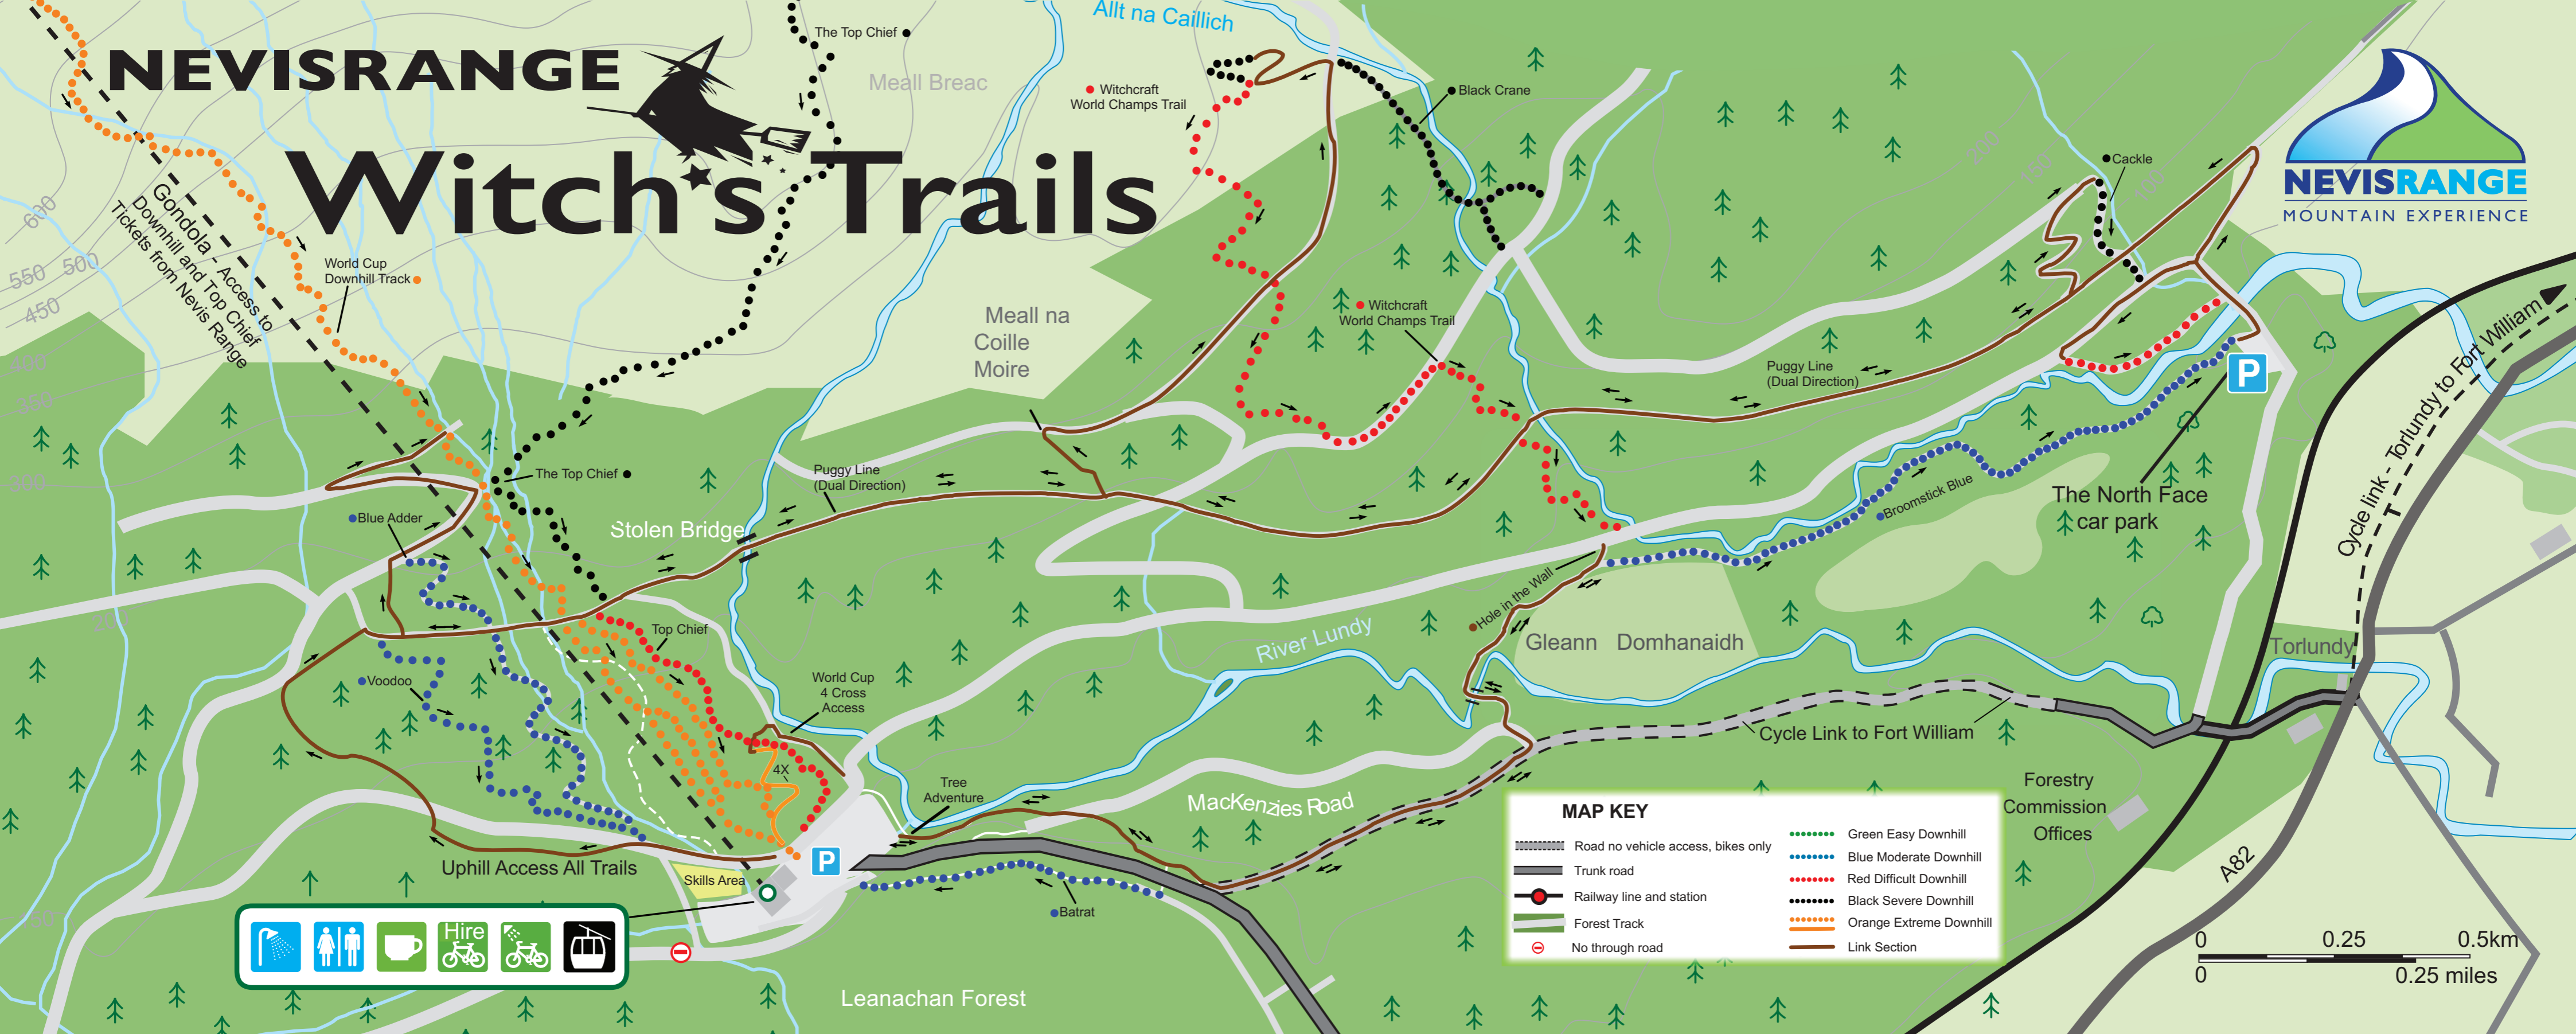 NEVISRANGE
Witch's Trails
The Top Chief
Meall Breac
Allt na Caillich
Witchcraft
World Champs Trail
Black Crane
Cackle
NEVISRANGE
MOUNTAIN EXPERIENCE
600
550
500
450
Gondola - Access to
Downhill and Top Chief
Tickets from Nevis Range
World Cup
Downhill Track
Meall na
Coille
Moire
Witchcraft
World Champs Trail
Puggy Line
(Dual Direction)
P
The North Face
car park
Cycle link - Torlundy to Fort William
The Top Chief
Puggy Line
(Dual Direction)
Stolen Bridge
Blue Adder
Broomstick Blue
Hole in the Wall
Gleann Domhanaidh
River Lundy
Torlundy
Top Chief
Voodoo
World Cup
4 Cross
Access
4X
Cycle Link to Fort William
Tree
Adventure
MacKenzies Road
Forestry
Commission
Offices
A82
Uphill Access All Trails
Skills Area
P
Batrat
Hire
Leanachan Forest
MAP KEY
Road no vehicle access, bikes only
Trunk road
Railway line and station
Forest Track
No through road
Green Easy Downhill
Blue Moderate Downhill
Red Difficult Downhill
Black Severe Downhill
Orange Extreme Downhill
Link Section
0 0.25 0.5km
0 0.25 miles